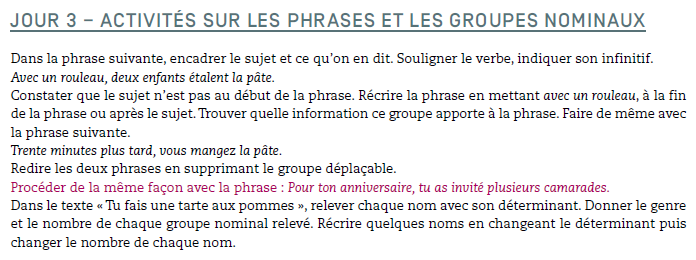 JOUR 3 – ACTIVITÉS SUR LES PHRASES ET LES GROUPES NOMINAUX
Dans la phrase suivante, encadrer le sujet et ce qu'on en dit. Souligner le verbe, indiquer son infinitif.
Avec un rouleau, deux enfants étalent la pâte.
Constater que le sujet n'est pas au début de la phrase. Récrire la phrase en mettant avec un rouleau, à la fin
de la phrase ou après le sujet. Trouver quelle information ce groupe apporte à la phrase. Faire de même avec
la phrase suivante.
Trente minutes plus tard, vous mangez la pâte.
Redire les deux phrases en supprimant le groupe déplaçable.
Procéder de la même façon avec la phrase : Pour ton anniversaire, tu as invité plusieurs camarades.
Dans le texte « Tu fais une tarte aux pommes », relever chaque nom avec son déterminant. Donner le genre
et le nombre de chaque groupe nominal relevé. Récrire quelques noms en changeant le déterminant puis
changer le nombre de chaque nom.